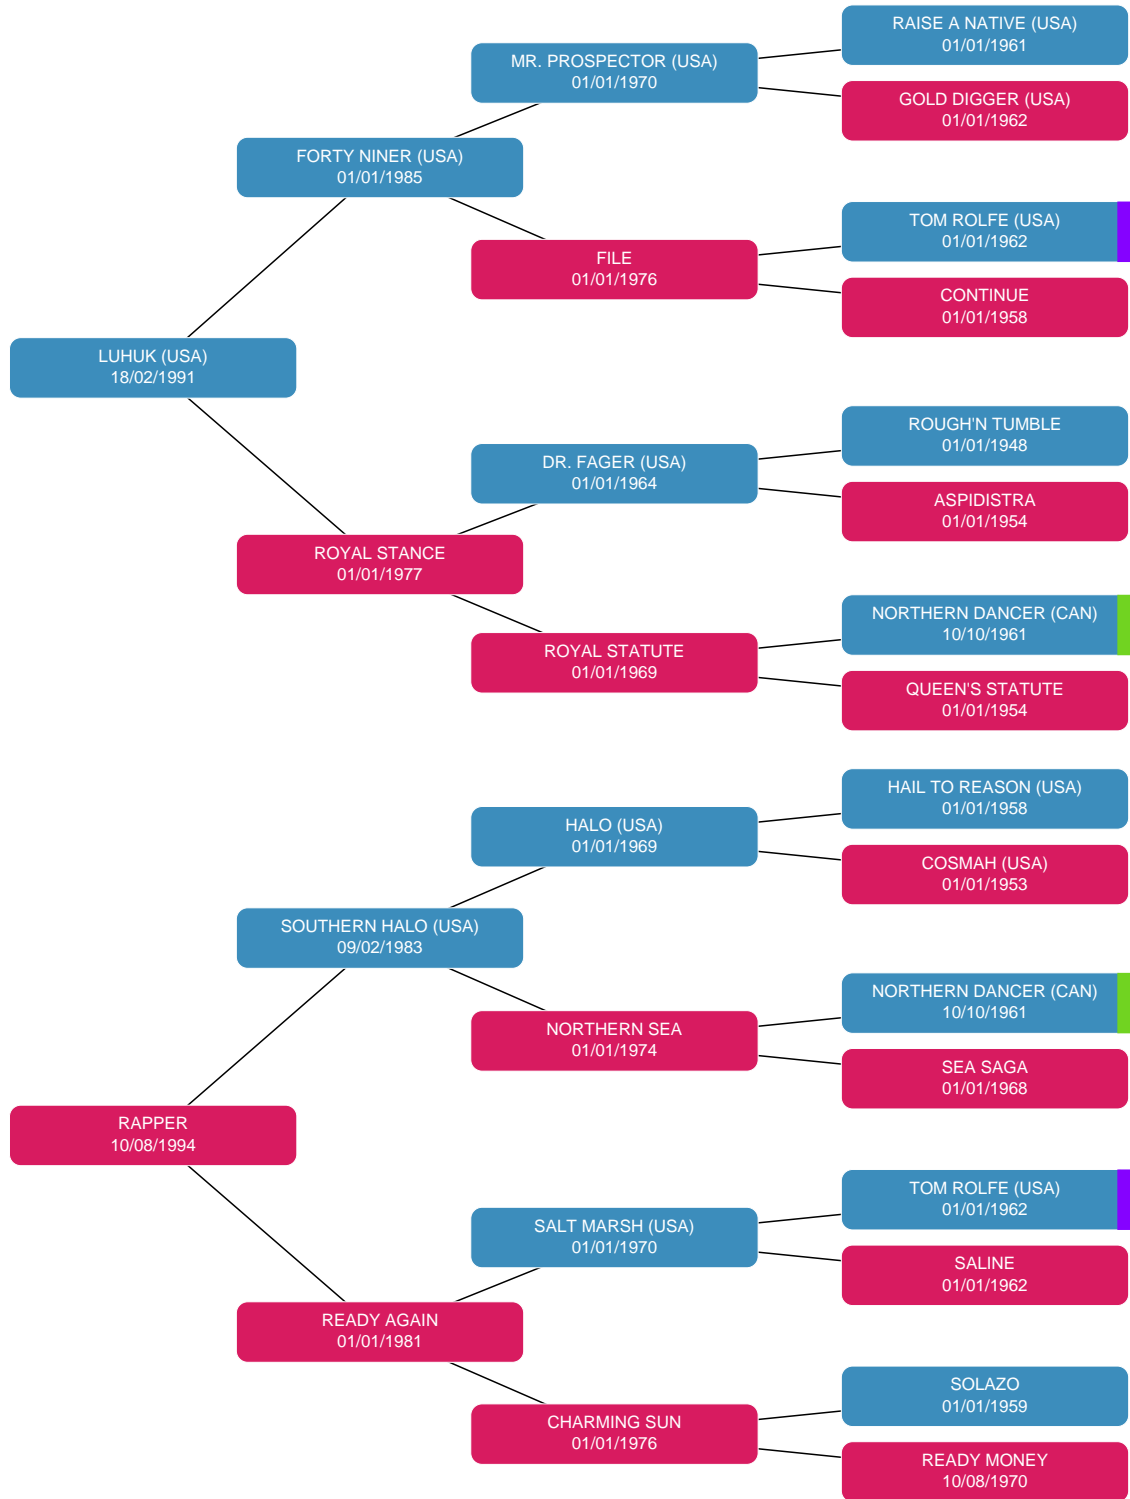 RAISE A NATIVE (USA)
01/01/1961
MR. PROSPECTOR (USA)
01/01/1970
GOLD DIGGER (USA)
01/01/1962
FORTY NINER (USA)
01/01/1985
TOM ROLFE (USA)
01/01/1962
FILE
01/01/1976
CONTINUE
01/01/1958
LUHUK (USA)
18/02/1991
ROUGH'N TUMBLE
01/01/1948
DR. FAGER (USA)
01/01/1964
ASPIDISTRA
01/01/1954
ROYAL STANCE
01/01/1977
NORTHERN DANCER (CAN)
10/10/1961
ROYAL STATUTE
01/01/1969
QUEEN'S STATUTE
01/01/1954
HAIL TO REASON (USA)
01/01/1958
HALO (USA)
01/01/1969
COSMAH (USA)
01/01/1953
SOUTHERN HALO (USA)
09/02/1983
NORTHERN DANCER (CAN)
10/10/1961
NORTHERN SEA
01/01/1974
SEA SAGA
01/01/1968
RAPPER
10/08/1994
TOM ROLFE (USA)
01/01/1962
SALT MARSH (USA)
01/01/1970
SALINE
01/01/1962
READY AGAIN
01/01/1981
SOLAZO
01/01/1959
CHARMING SUN
01/01/1976
READY MONEY
10/08/1970